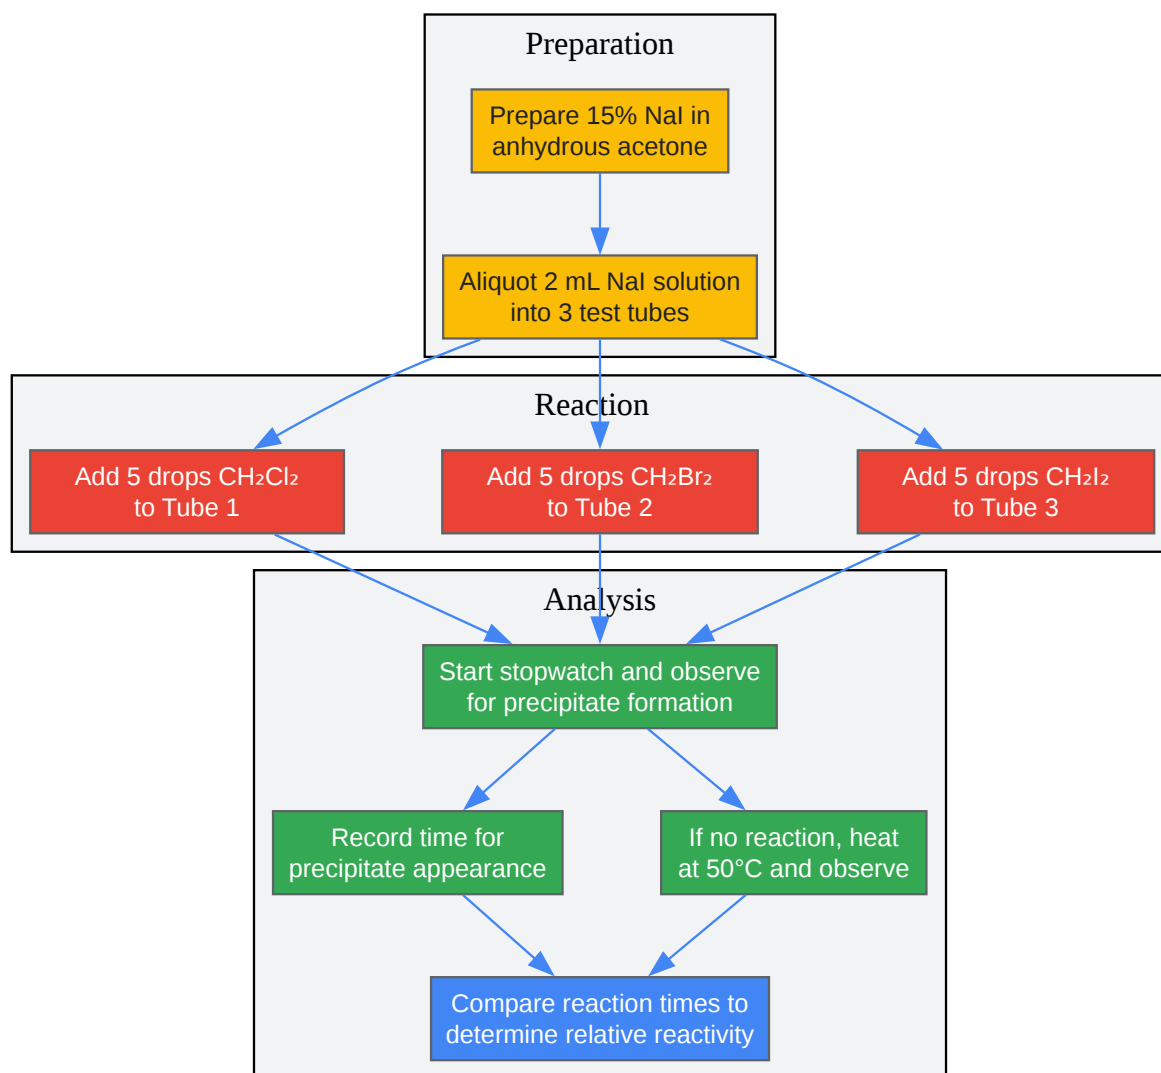 Preparation
Prepare 15% NaI in
anhydrous acetone
Aliquot 2 mL NaI solution
into 3 test tubes
Reaction
Add 5 drops CH₂Cl₂
to Tube 1
Add 5 drops CH₂Br₂
to Tube 2
Add 5 drops CH₂I₂
to Tube 3
Analysis
Start stopwatch and observe
for precipitate formation
Record time for
precipitate appearance
If no reaction, heat
at 50°C and observe
Compare reaction times to
determine relative reactivity